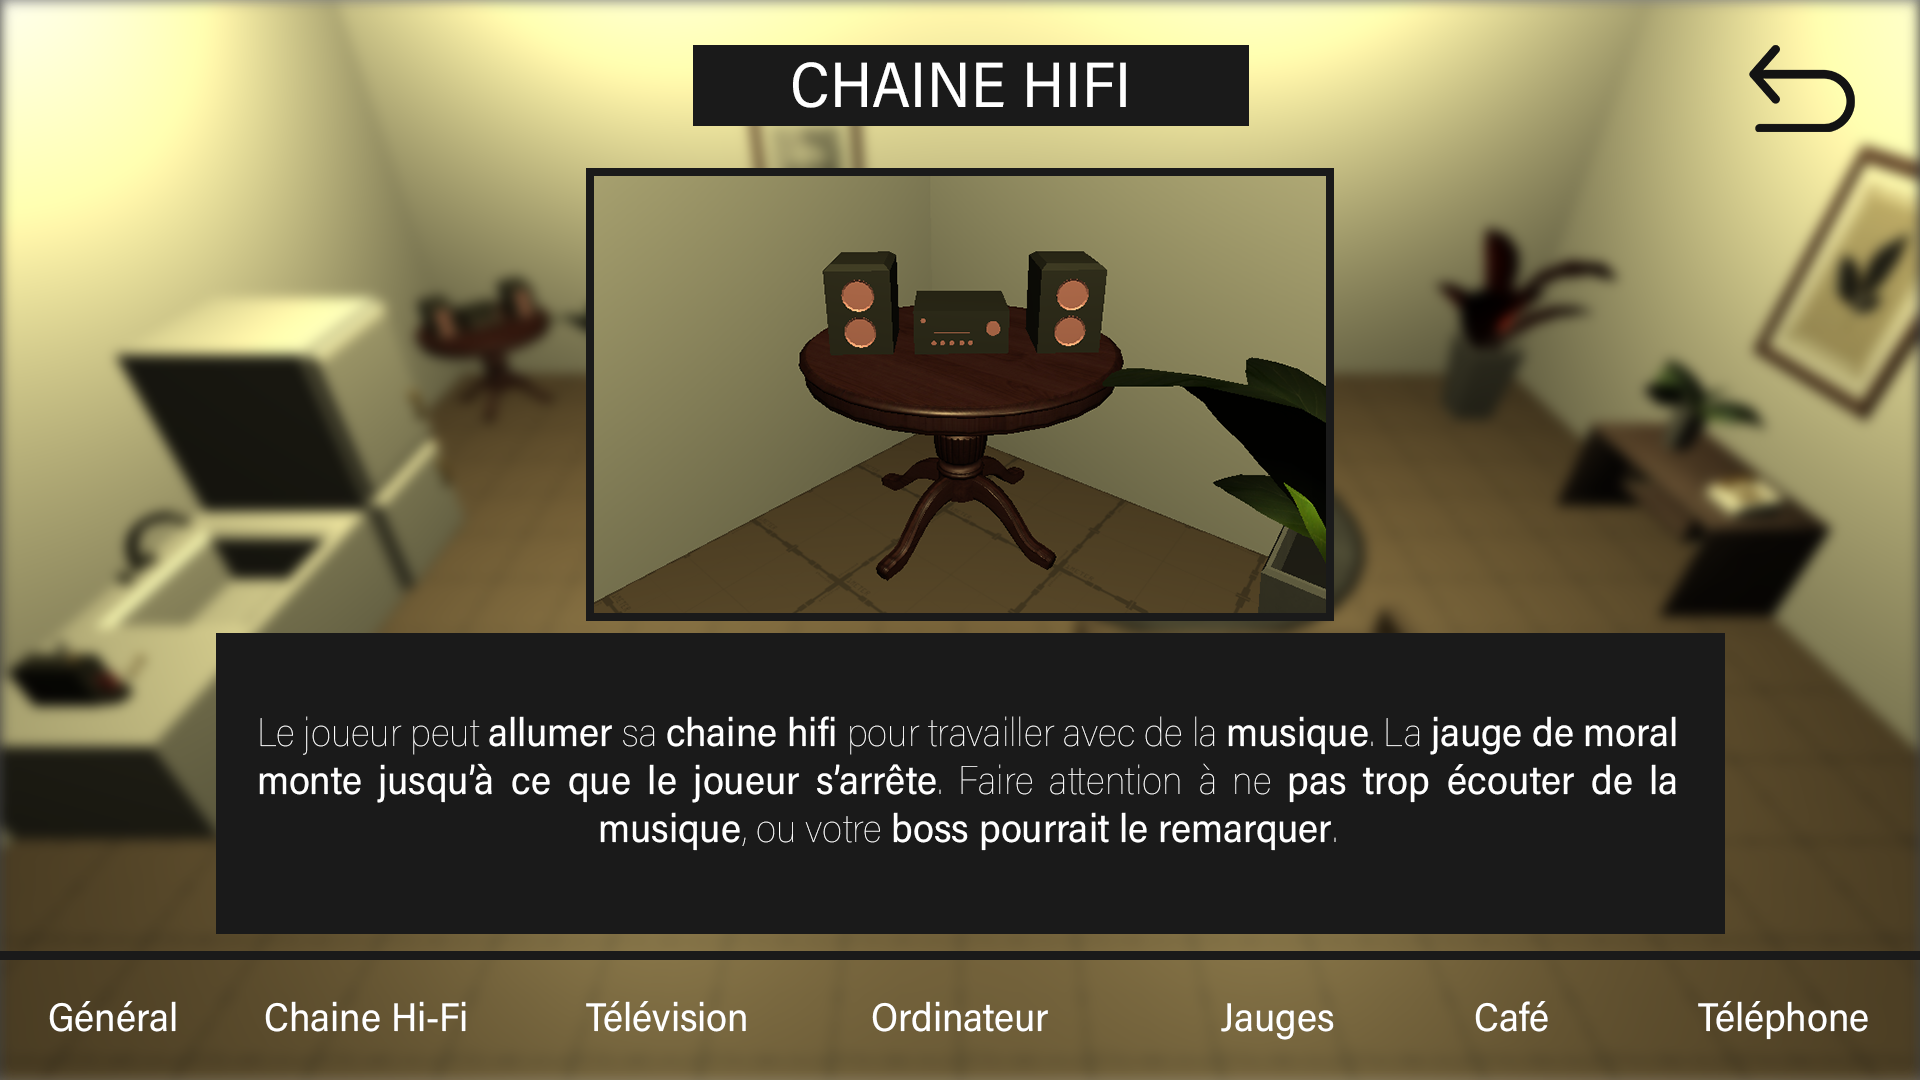 CHAINE HIFI
Le joueur peut allumer sa chaine hifi pour travailler avec de la musique. La jauge de moral
monte jusqu'à ce que le joueur s'arrête. Faire attention à ne pas trop écouter de la
musique, ou votre boss pourrait le remarquer.
Général Chaine Hi-Fi Télévision Ordinateur Jauges Café Téléphone